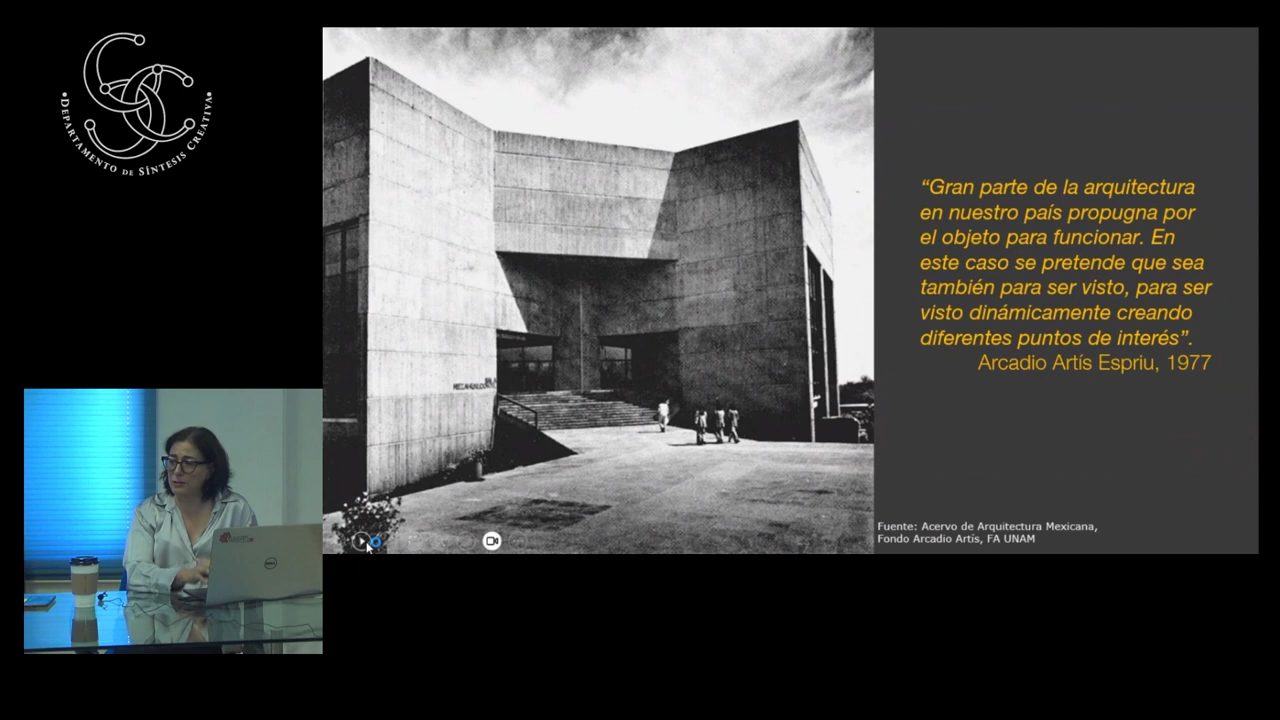 •DEPARTAMENTO DE SÍNTESIS CREATIVA•
“Gran parte de la arquitectura
en nuestro país propugna por
el objeto para funcionar. En
este caso se pretende que sea
también para ser visto, para ser
visto dinámicamente creando
diferentes puntos de interés”.
Arcadio Artís Espriu, 1977
Fuente: Acervo de Arquitectura Mexicana,
Fondo Arcadio Artís, FA UNAM
DELL